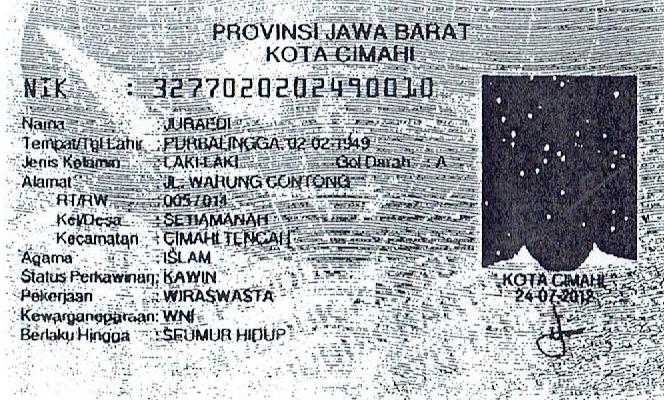 PROVINSI JAWA BARAT
KOTA CIMAHI
NIK : 3277020202490010
Nama : JURAEDI
Tempat/Tgl Lahir : PURBALINGGA, 02-02-1949
Jenis Kelamin : LAKI-LAKI Gol Darah : A
Alamat : JL. WARUNG CONTONG
RT/RW : 005 / 014
Kel/Desa : SETIAMANAH
Kecamatan : CIMAHI TENGAH
Agama : ISLAM
Status Perkawinan: KAWIN
Pekerjaan : WIRASWASTA
Kewarganegaraan: WNI
Berlaku Hingga : SEUMUR HIDUP
KOTA CIMAHI
24-07-2012